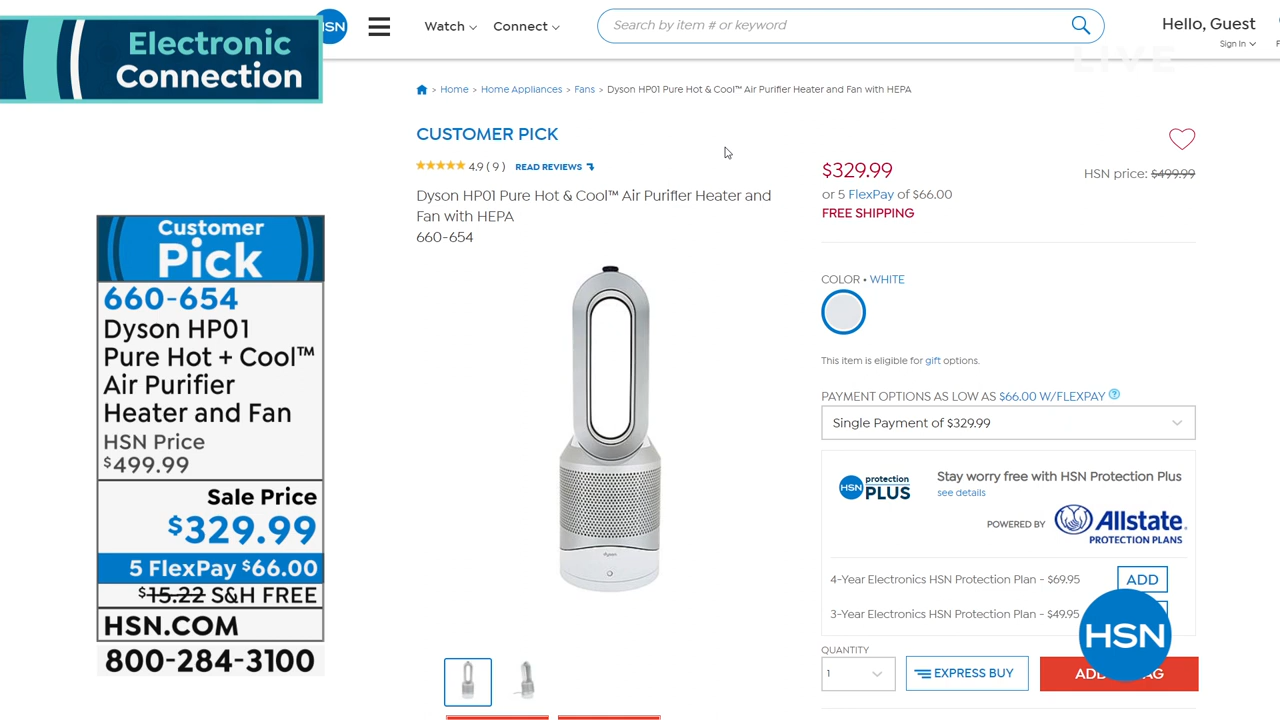 Electronic
Connection
HSN
Watch
Connect
Search by item # or keyword
Hello, Guest
Sign In
LIVE
> Home > Home Appliances > Fans > Dyson HP01 Pure Hot & Cool™ Air Purifier Heater and Fan with HEPA
CUSTOMER PICK
4.9 ( 9 ) READ REVIEWS
Dyson HP01 Pure Hot & Cool™ Air Purifier Heater and
Fan with HEPA
660-654
dyson
$329.99
HSN price: $499.99
or 5 FlexPay of $66.00
FREE SHIPPING
COLOR • WHITE
This item is eligible for gift options.
PAYMENT OPTIONS AS LOW AS $66.00 W/FLEXPAY ?
Single Payment of $329.99
HSN protection PLUS
Stay worry free with HSN Protection Plus
see details
POWERED BY Allstate.
PROTECTION PLANS
4-Year Electronics HSN Protection Plan - $69.95 ADD
3-Year Electronics HSN Protection Plan - $49.95
QUANTITY
1
EXPRESS BUY
HSN
Customer
Pick
660-654
Dyson HP01
Pure Hot + Cool™
Air Purifier
Heater and Fan
HSN Price
$499.99
Sale Price
$329.99
5 FlexPay $66.00
$15.22 S&H FREE
HSN.COM
800-284-3100